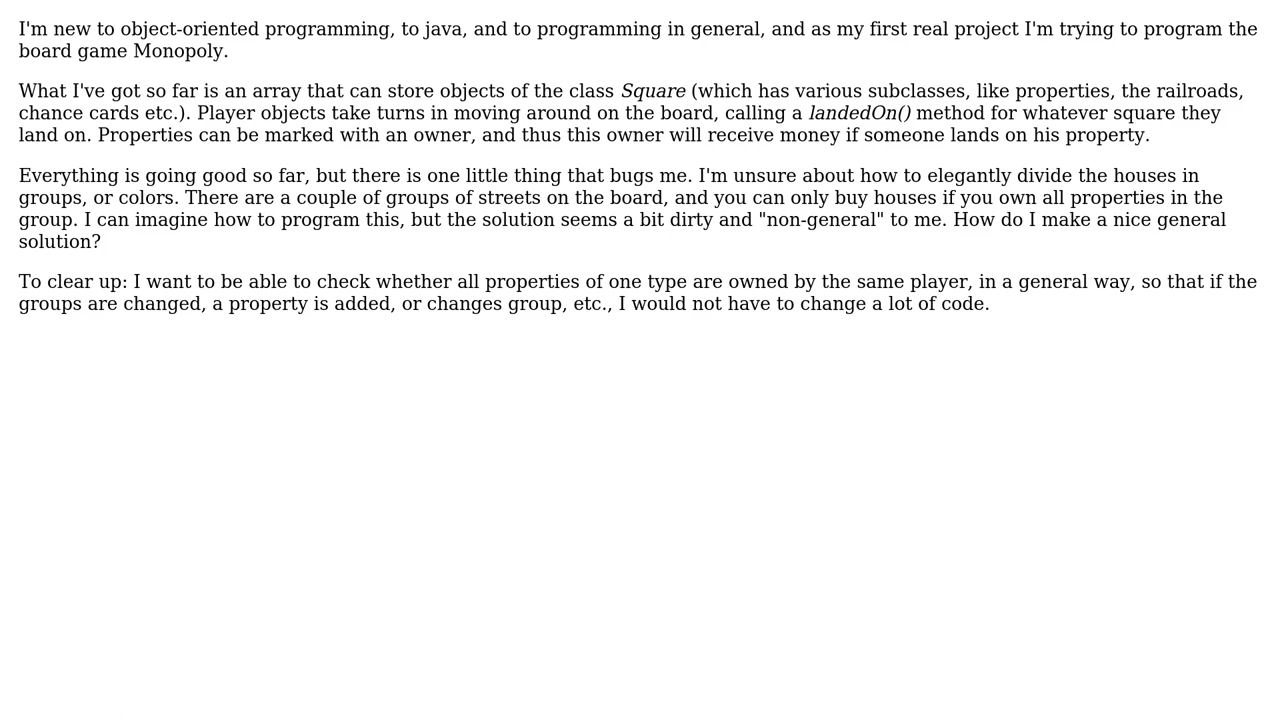 I'm new to object-oriented programming, to java, and to programming in general, and as my first real project I'm trying to program the
board game Monopoly.
What I've got so far is an array that can store objects of the class Square (which has various subclasses, like properties, the railroads,
chance cards etc.). Player objects take turns in moving around on the board, calling a landedOn() method for whatever square they
land on. Properties can be marked with an owner, and thus this owner will receive money if someone lands on his property.
Everything is going good so far, but there is one little thing that bugs me. I'm unsure about how to elegantly divide the houses in
groups, or colors. There are a couple of groups of streets on the board, and you can only buy houses if you own all properties in the
group. I can imagine how to program this, but the solution seems a bit dirty and "non-general" to me. How do I make a nice general
solution?
To clear up: I want to be able to check whether all properties of one type are owned by the same player, in a general way, so that if the
groups are changed, a property is added, or changes group, etc., I would not have to change a lot of code.